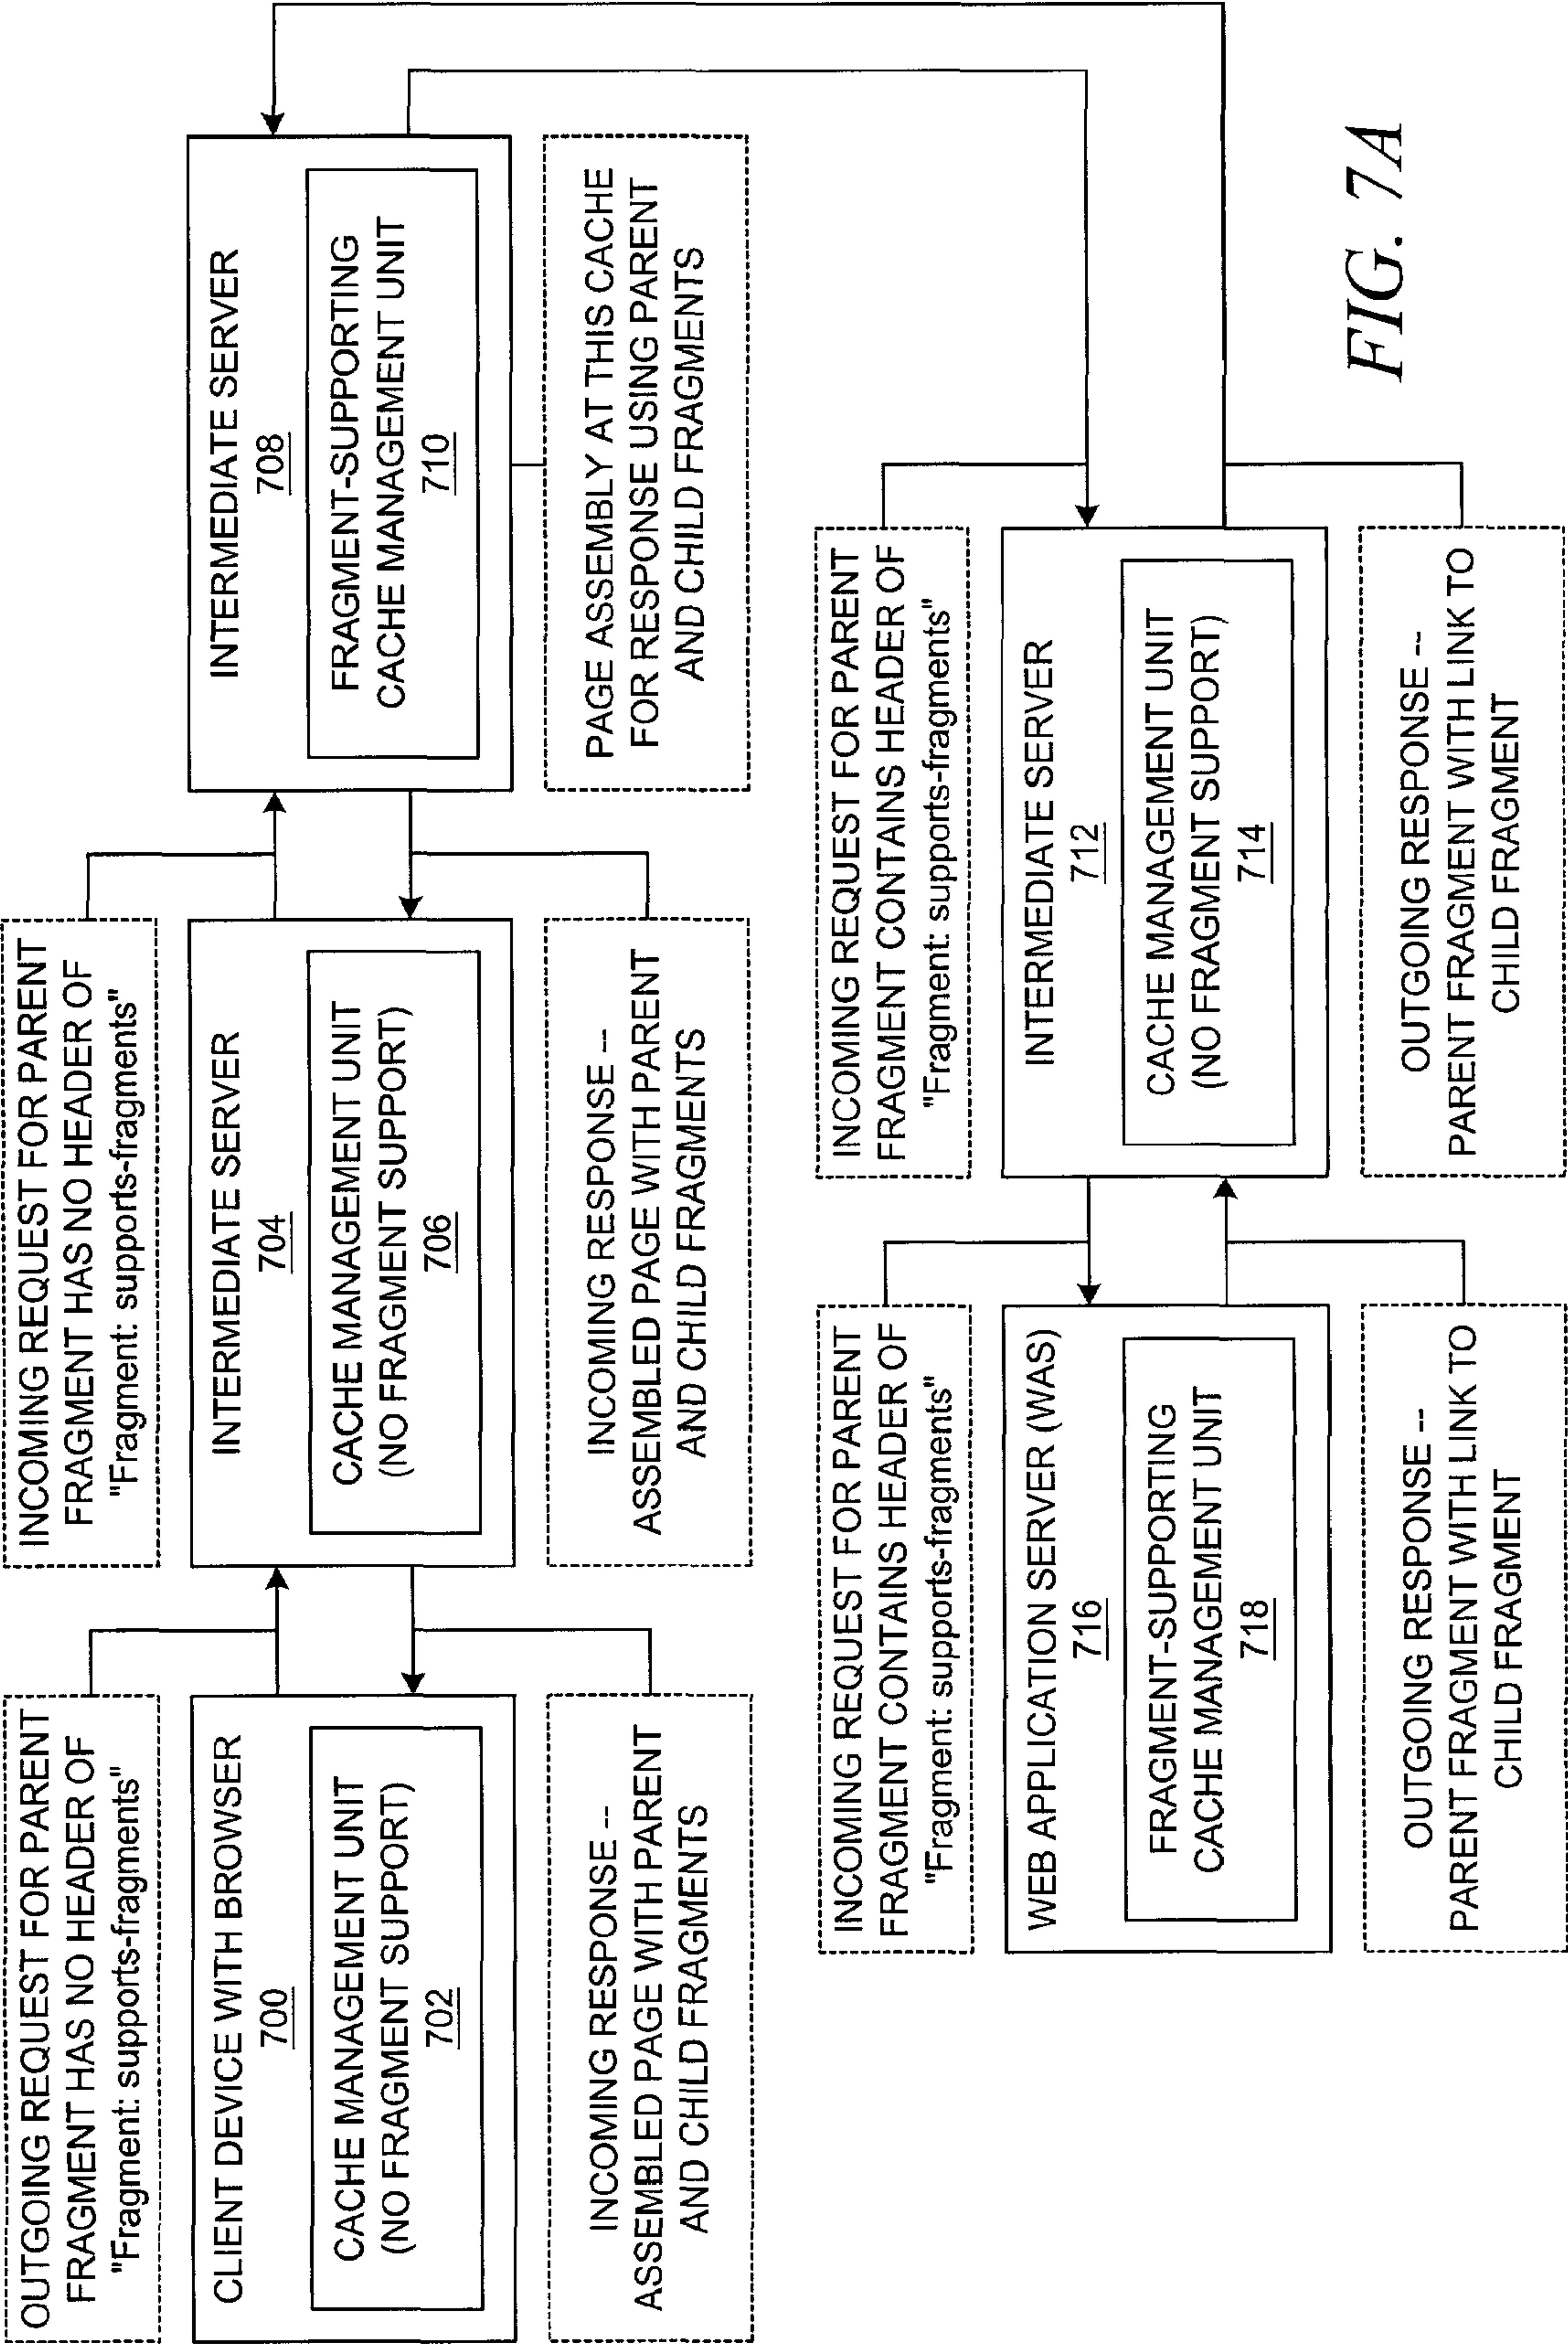 OUTGOING REQUEST FOR PARENT
FRAGMENT HAS NO HEADER OF
"Fragment: supports-fragments"
CLIENT DEVICE WITH BROWSER
700
CACHE MANAGEMENT UNIT
(NO FRAGMENT SUPPORT)
702
INCOMING RESPONSE --
ASSEMBLED PAGE WITH PARENT
AND CHILD FRAGMENTS
INCOMING REQUEST FOR PARENT
FRAGMENT HAS NO HEADER OF
"Fragment: supports-fragments"
INTERMEDIATE SERVER
704
CACHE MANAGEMENT UNIT
(NO FRAGMENT SUPPORT)
706
INCOMING RESPONSE --
ASSEMBLED PAGE WITH PARENT
AND CHILD FRAGMENTS
INTERMEDIATE SERVER
708
FRAGMENT-SUPPORTING
CACHE MANAGEMENT UNIT
710
PAGE ASSEMBLY AT THIS CACHE
FOR RESPONSE USING PARENT
AND CHILD FRAGMENTS
INCOMING REQUEST FOR PARENT
FRAGMENT CONTAINS HEADER OF
"Fragment: supports-fragments"
WEB APPLICATION SERVER (WAS)
716
FRAGMENT-SUPPORTING
CACHE MANAGEMENT UNIT
718
OUTGOING RESPONSE --
PARENT FRAGMENT WITH LINK TO
CHILD FRAGMENT
INCOMING REQUEST FOR PARENT
FRAGMENT CONTAINS HEADER OF
"Fragment: supports-fragments"
INTERMEDIATE SERVER
712
CACHE MANAGEMENT UNIT
(NO FRAGMENT SUPPORT)
714
OUTGOING RESPONSE --
PARENT FRAGMENT WITH LINK TO
CHILD FRAGMENT
FIG. 7A